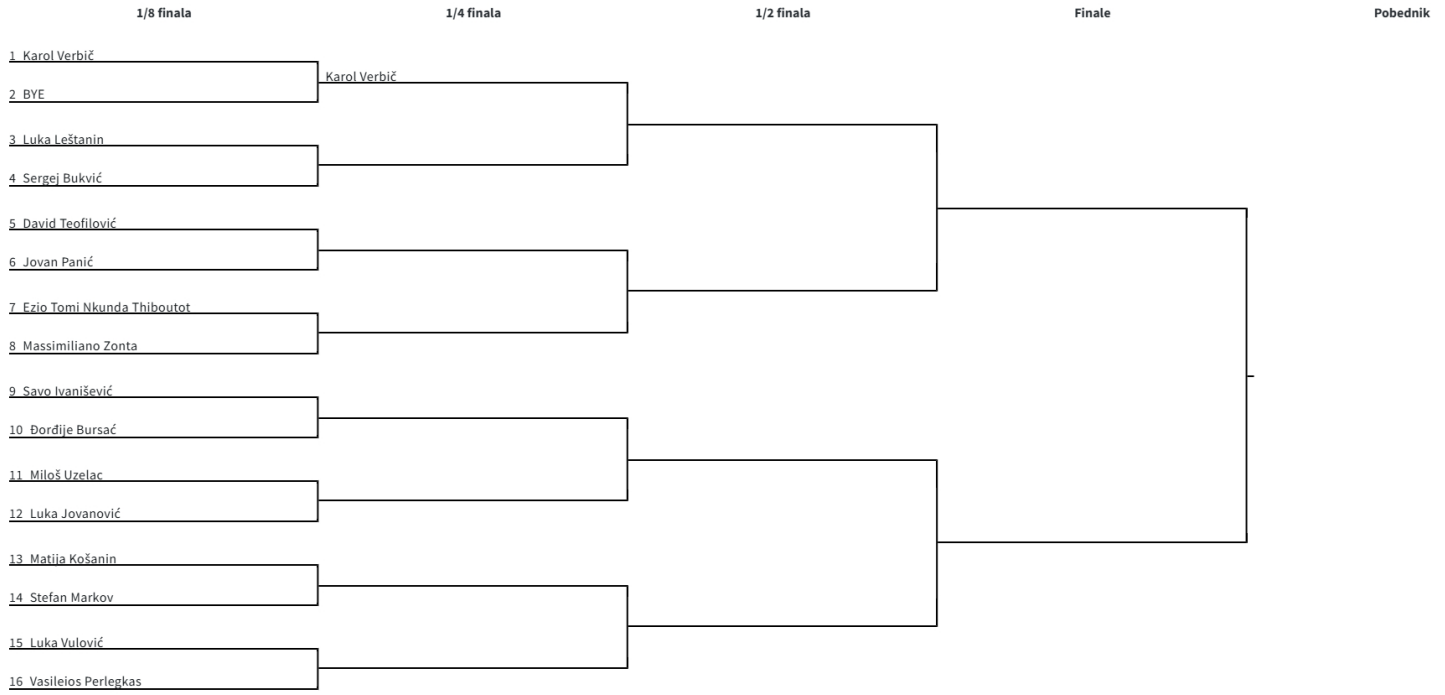 1/8 finala 1/4 finala 1/2 finala Finale Pobednik
1 Karol Verbič
Karol Verbič
2 BYE
3 Luka Leštanin
4 Sergej Bukvić
5 David Teofilović
6 Jovan Panić
7 Ezio Tomi Nkunda Thiboutot
8 Massimiliano Zonta
9 Savo Ivanišević
10 Đorđije Bursać
11 Miloš Uzelac
12 Luka Jovanović
13 Matija Košanin
14 Stefan Markov
15 Luka Vulović
16 Vasileios Perlegkas